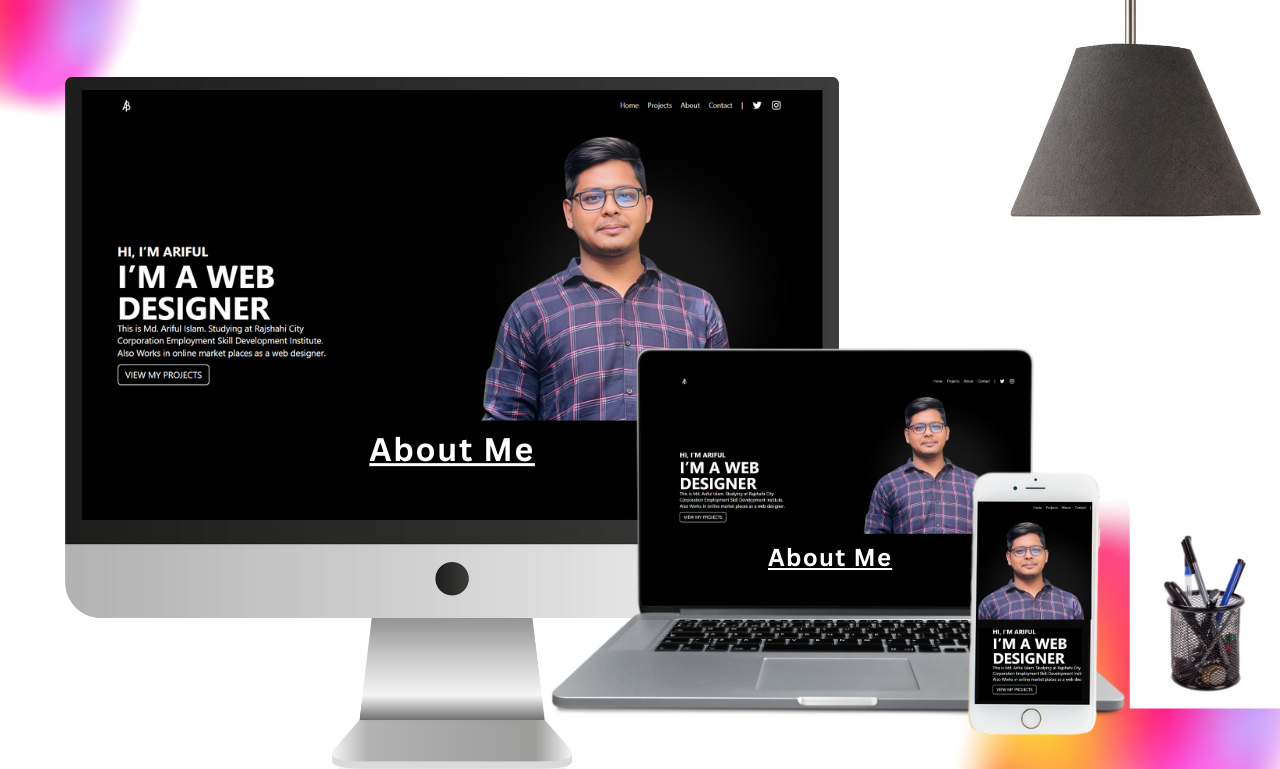 Home Projects About Contact |
HI, I'M ARIFUL
I'M A WEB
DESIGNER
This is Md. Ariful Islam. Studying at Rajshahi City
Corporation Employment Skill Development Institute.
Also Works in online market places as a web designer.
VIEW MY PROJECTS
About Me
Home Projects About Contact |
HI, I'M ARIFUL
I'M A WEB
DESIGNER
This is Md. Ariful Islam. Studying at Rajshahi City
Corporation Employment Skill Development Institute.
Also Works in online market places as a web designer.
VIEW MY PROJECTS
About Me
Home Projects About Contact |
HI, I'M ARIFUL
I'M A WEB
DESIGNER
This is Md. Ariful Islam. Studying at Rajshahi City
Corporation Employment Skill Development Institute.
Also Works in online market places as a web des
VIEW MY PROJECTS